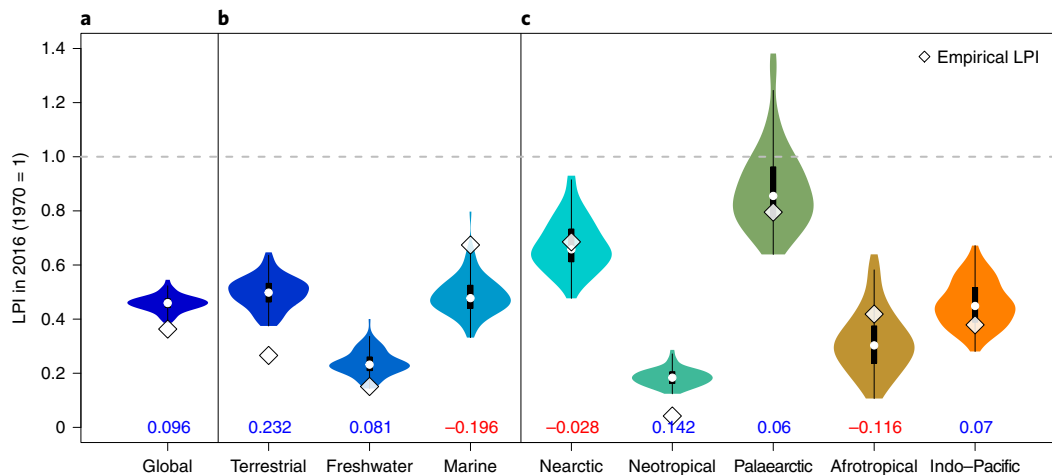 a b c
1.4
1.2
1.0
0.8
0.6
0.4
0.2
0
LPI in 2016 (1970 = 1)
Empirical LPI
0.096 0.232 0.081 −0.196 −0.028 0.142 0.06 −0.116 0.07
Global Terrestrial Freshwater Marine Nearctic Neotropical Palaearctic Afrotropical Indo–Pacific